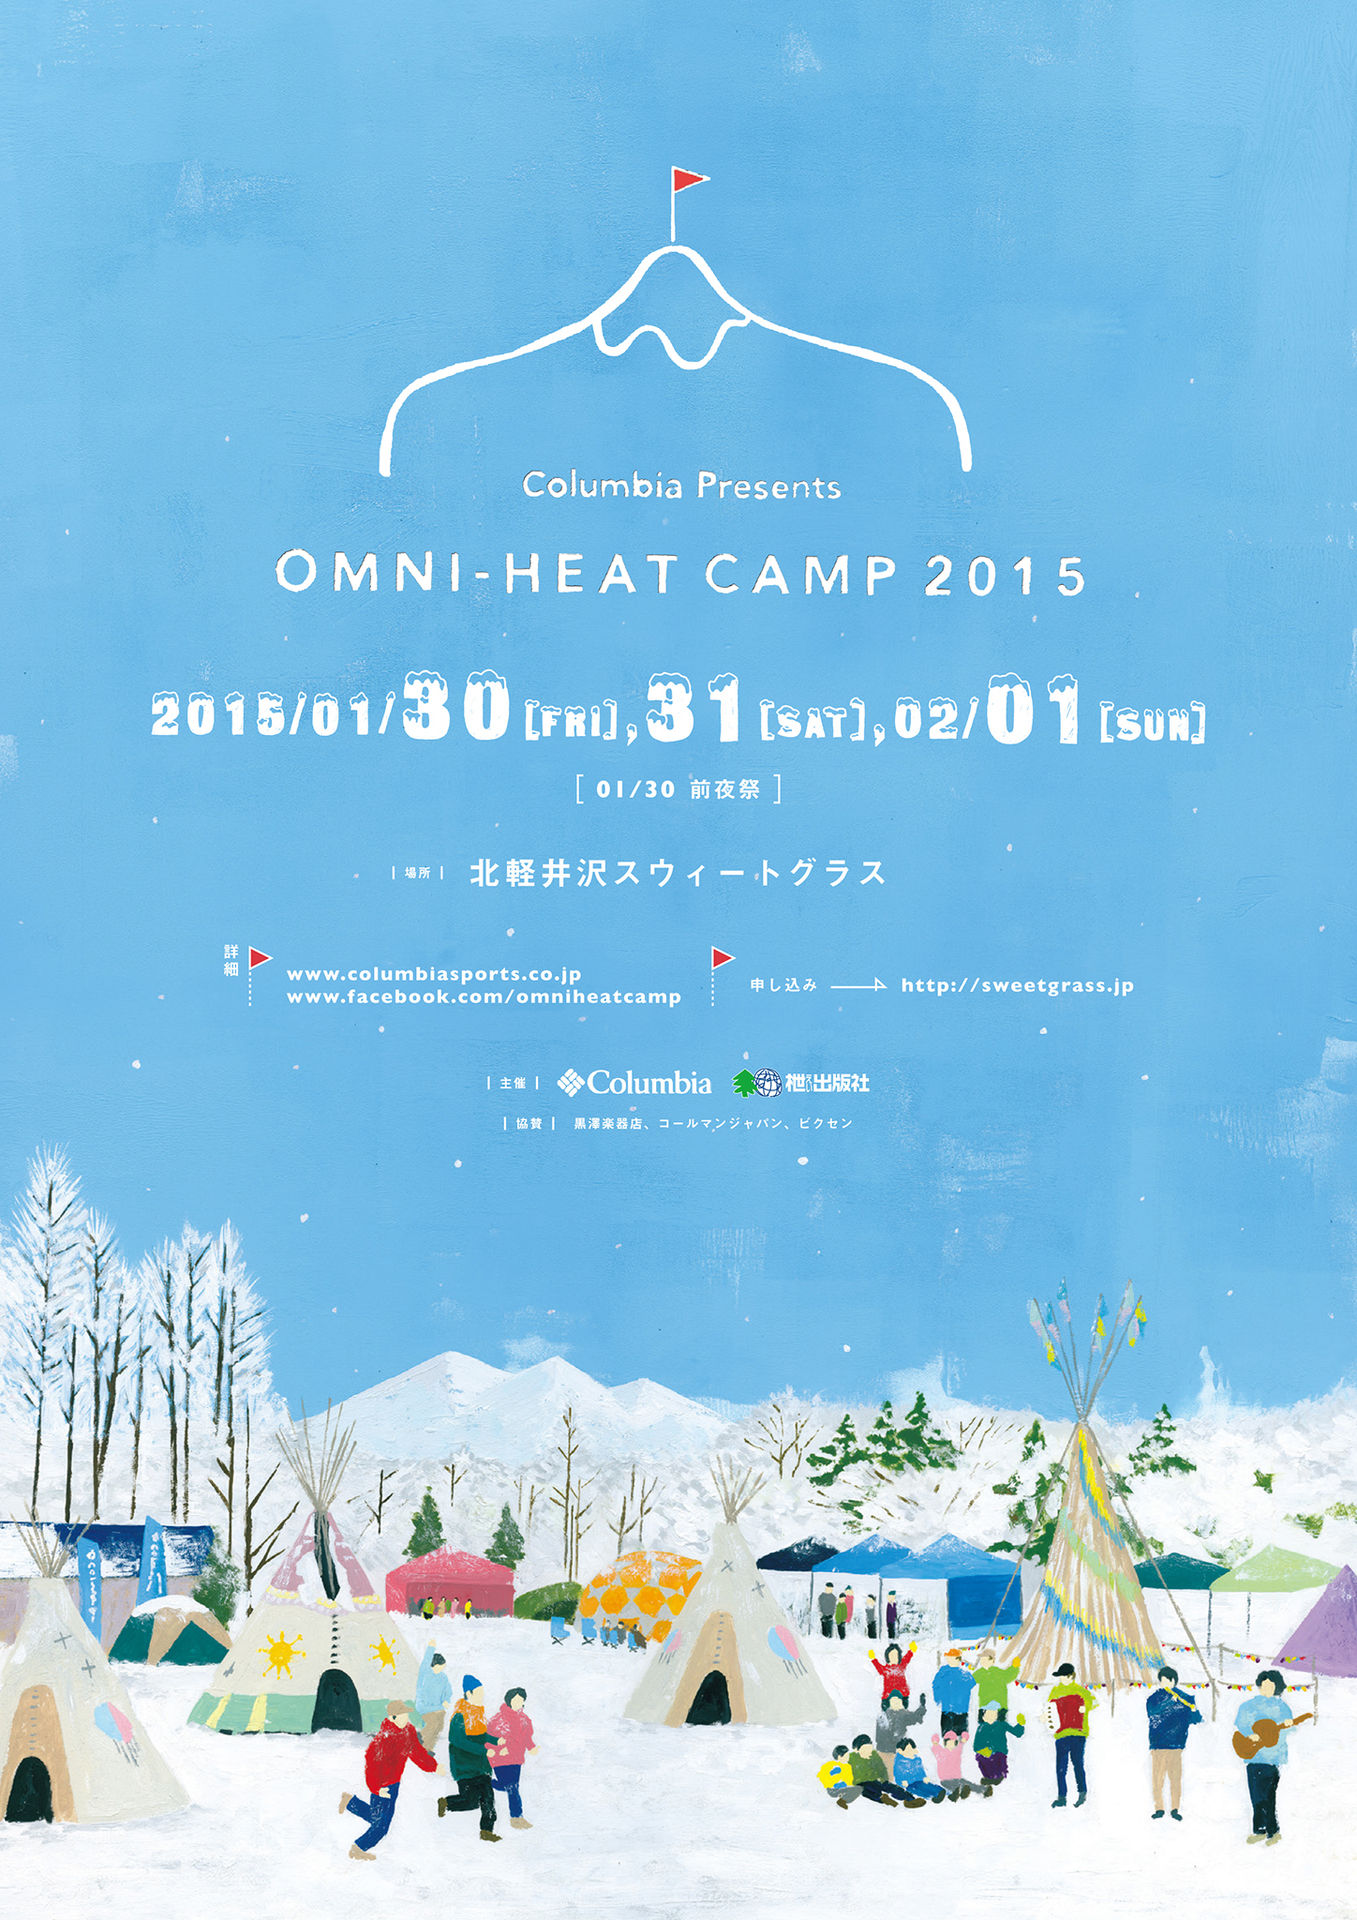 Columbia Presents
OMNI-HEAT CAMP 2015
2015/01/30[FRI],31[SAT],02/01[SUN]
[ 01/30 前夜祭 ]
| 場所 | 北軽井沢スウィートグラス
詳細
www.columbiasports.co.jp
www.facebook.com/omniheatcamp
申し込み
http://sweetgrass.jp
| 主催 | Columbia 枻出版社
| 協賛 | 黒澤楽器店、コールマンジャパン、ビクセン